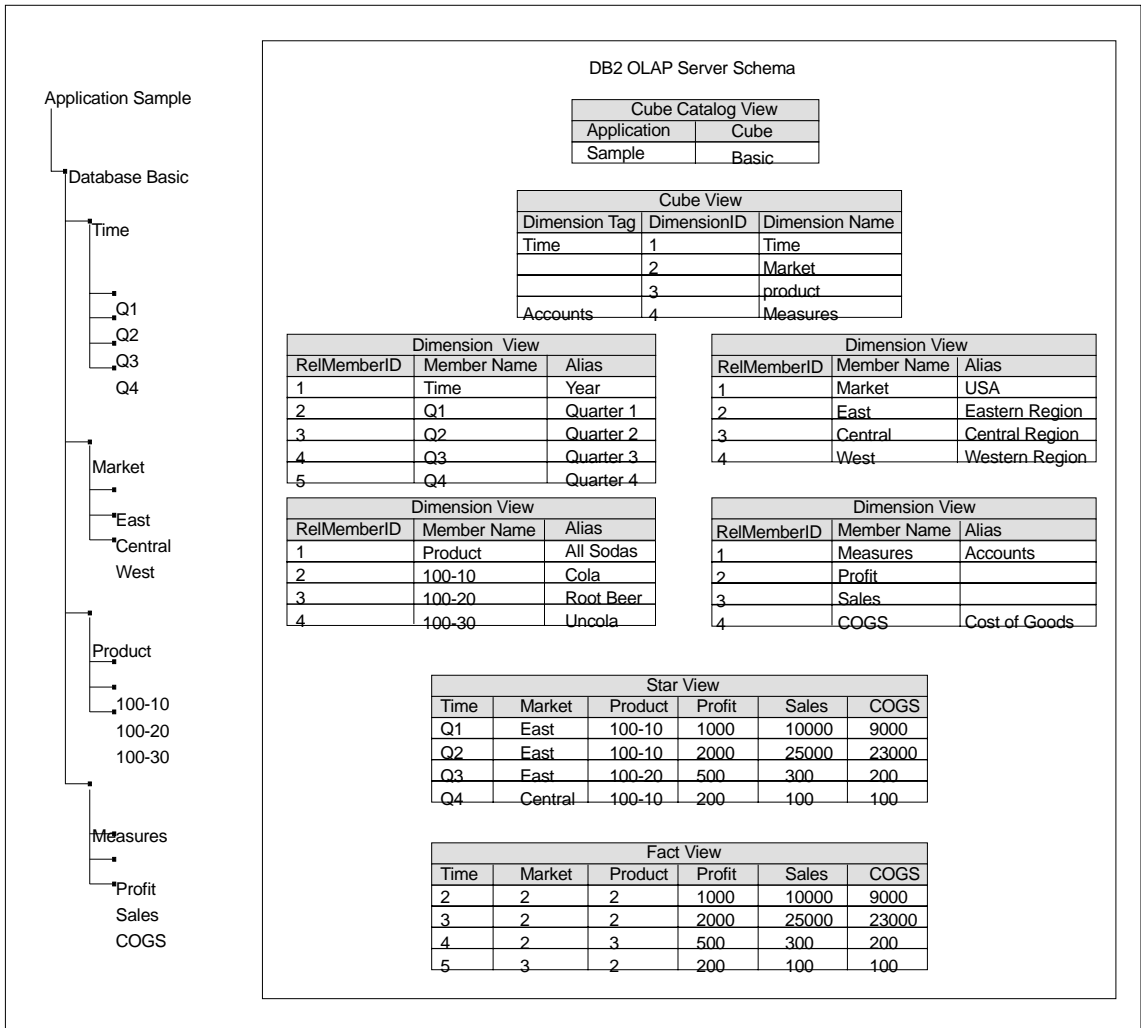 Application Sample
Database Basic
Time
Q1
Q2
Q3
Q4
Market
East
Central
West
Product
100-10
100-20
100-30
Measures
Profit
Sales
COGS
DB2 OLAP Server Schema
Cube Catalog View
Application Cube
Sample Basic
Cube View
Dimension Tag DimensionID Dimension Name
Time 1 Time
2 Market
3 product
Accounts 4 Measures
Dimension View
RelMemberID Member Name Alias
1 Time Year
2 Q1 Quarter 1
3 Q2 Quarter 2
4 Q3 Quarter 3
5 Q4 Quarter 4
Dimension View
RelMemberID Member Name Alias
1 Market USA
2 East Eastern Region
3 Central Central Region
4 West Western Region
Dimension View
RelMemberID Member Name Alias
1 Product All Sodas
2 100-10 Cola
3 100-20 Root Beer
4 100-30 Uncola
Dimension View
RelMemberID Member Name Alias
1 Measures Accounts
2 Profit
3 Sales
4 COGS Cost of Goods
Star View
Time Market Product Profit Sales COGS
Q1 East 100-10 1000 10000 9000
Q2 East 100-10 2000 25000 23000
Q3 East 100-20 500 300 200
Q4 Central 100-10 200 100 100
Fact View
Time Market Product Profit Sales COGS
2 2 2 1000 10000 9000
3 2 2 2000 25000 23000
4 2 3 500 300 200
5 3 2 200 100 100